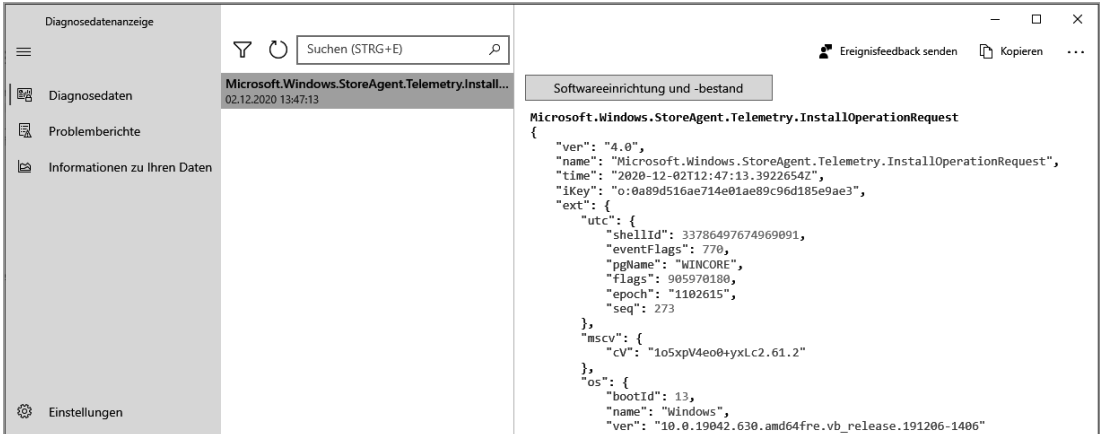 Diagnosedatenanzeige
Diagnosedaten
Problemberichte
Informationen zu Ihren Daten
Einstellungen
Suchen (STRG+E)
Microsoft.Windows.StoreAgent.Telemetry.Install...
02.12.2020 13:47:13
Ereignisfeedback senden
Kopieren
...
Softwareeinrichtung und -bestand
Microsoft.Windows.StoreAgent.Telemetry.InstallOperationRequest
{
"ver": "4.0",
"name": "Microsoft.Windows.StoreAgent.Telemetry.InstallOperationRequest",
"time": "2020-12-02T12:47:13.3922654Z",
"iKey": "o:0a89d516ae714e01ae89c96d185e9ae3",
"ext": {
"utc": {
"shellId": 33786497674969091,
"eventFlags": 770,
"pgName": "WINCORE",
"flags": 905970180,
"epoch": "1102615",
"seq": 273
},
"mscv": {
"cV": "1o5xpV4eo0+yxLc2.61.2"
},
"os": {
"bootId": 13,
"name": "Windows",
"ver": "10.0.19042.630.amd64fre.vb_release.191206-1406"